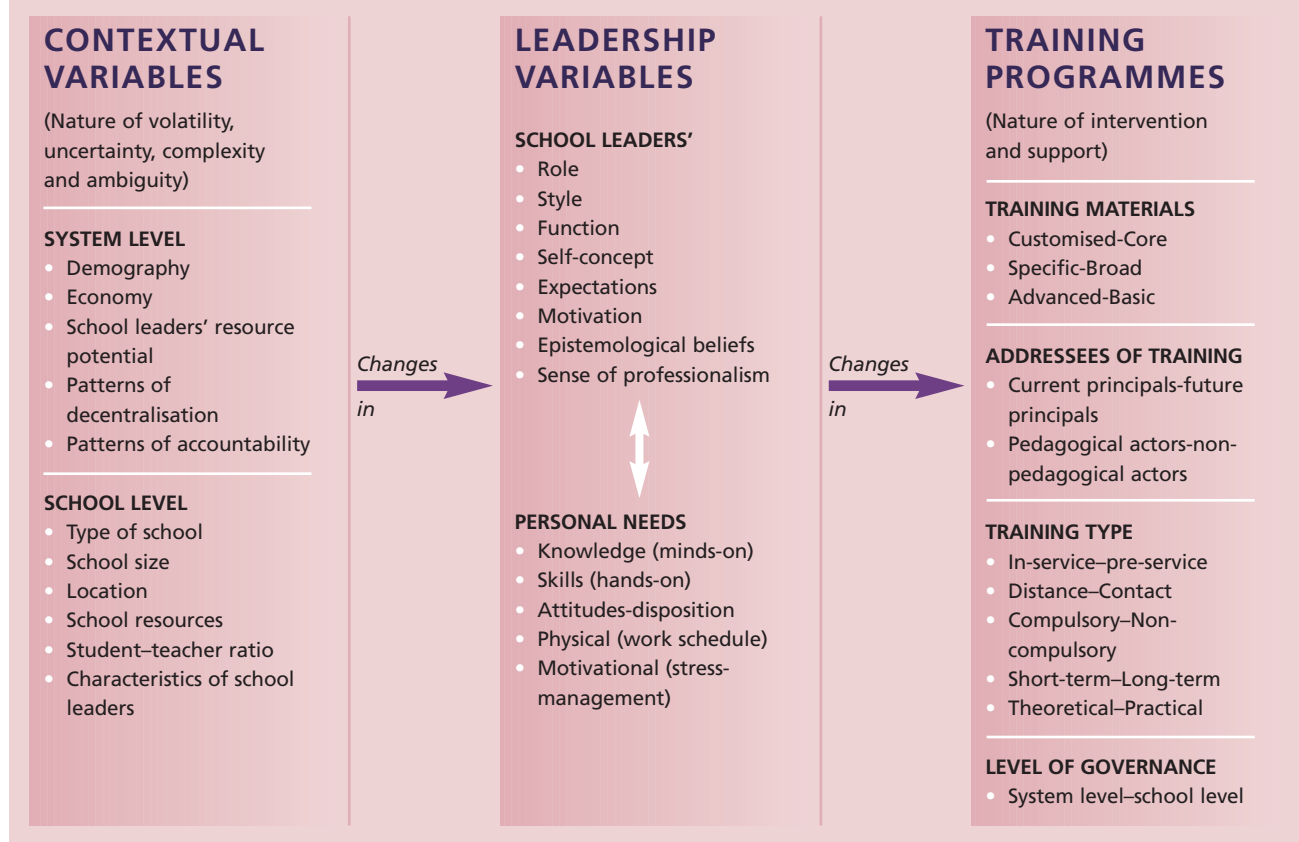 CONTEXTUAL
VARIABLES
(Nature of volatility,
uncertainty, complexity
and ambiguity)
SYSTEM LEVEL
• Demography
• Economy
• School leaders’ resource
potential
• Patterns of
decentralisation
• Patterns of accountability
SCHOOL LEVEL
• Type of school
• School size
• Location
• School resources
• Student–teacher ratio
• Characteristics of school
leaders
Changes
in
LEADERSHIP
VARIABLES
SCHOOL LEADERS’
• Role
• Style
• Function
• Self-concept
• Expectations
• Motivation
• Epistemological beliefs
• Sense of professionalism
PERSONAL NEEDS
• Knowledge (minds-on)
• Skills (hands-on)
• Attitudes-disposition
• Physical (work schedule)
• Motivational (stress-
management)
Changes
in
TRAINING
PROGRAMMES
(Nature of intervention
and support)
TRAINING MATERIALS
• Customised-Core
• Specific-Broad
• Advanced-Basic
ADDRESSEES OF TRAINING
• Current principals-future
principals
• Pedagogical actors-non-
pedagogical actors
TRAINING TYPE
• In-service–pre-service
• Distance–Contact
• Compulsory–Non-
compulsory
• Short-term–Long-term
• Theoretical–Practical
LEVEL OF GOVERNANCE
• System level–school level